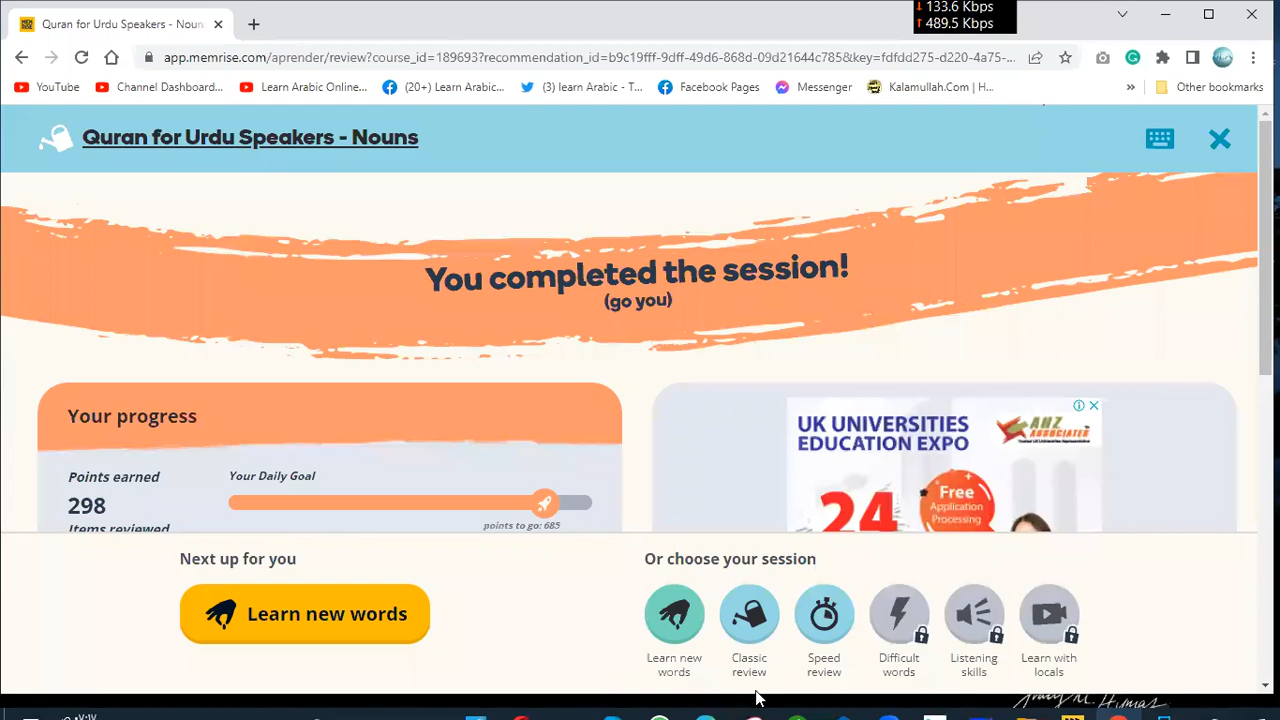 133.6 Kbps
489.5 Kbps
Quran for Urdu Speakers - Nouns
app.memrise.com/aprender/review?course_id=189693?recommendation_id=b9c19fff-9dff-49d6-868d-09d21644c785&key=fdfdd275-d220-4a75-...
YouTube
Channel Dashboard...
Learn Arabic Online...
(20+) Learn Arabic...
(3) learn Arabic - T...
Facebook Pages
Messenger
Kalamullah.Com | H...
»
Other bookmarks
Quran for Urdu Speakers - Nouns
You completed the session!
(go you)
Your progress
Points earned
298
Items reviewed
Your Daily Goal
points to go: 685
UK UNIVERSITIES
EDUCATION EXPO
AHZ
ASSOCIATES
24
Free
Application
Processing
Next up for you
Learn new words
Or choose your session
Learn new
words
Classic
review
Speed
review
Difficult
words
Listening
skills
Learn with
locals